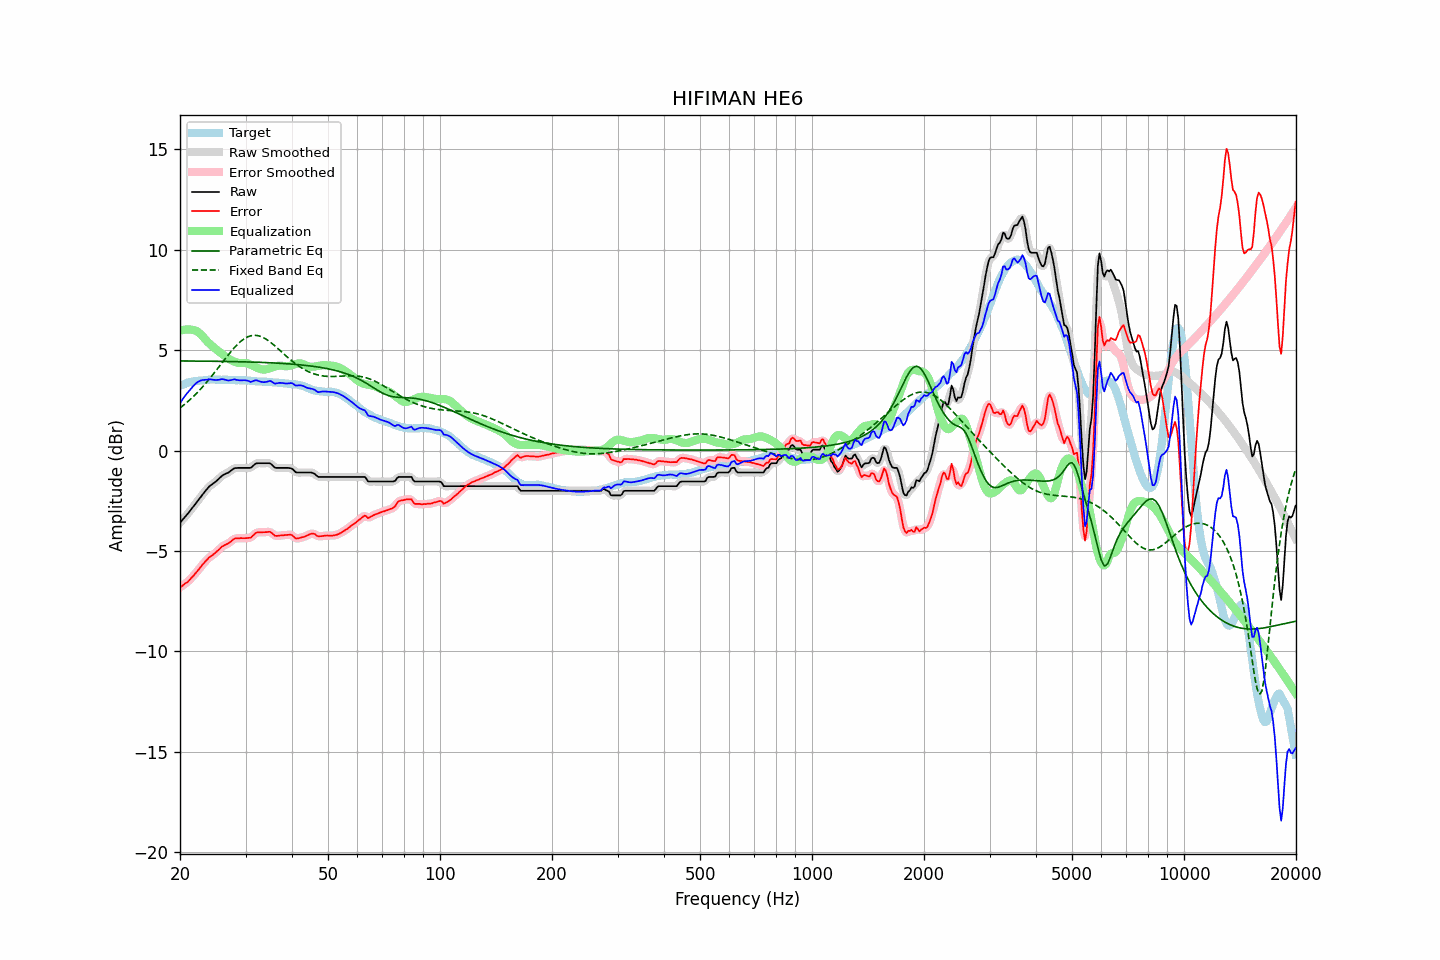 HIFIMAN HE6
Target
Raw Smoothed
Error Smoothed
Raw
Error
Equalization
Parametric Eq
Fixed Band Eq
Equalized
Amplitude (dBr)
15
10
5
0
−5
−10
−15
−20
20
50
100
200
500
1000
2000
5000
10000
20000
Frequency (Hz)